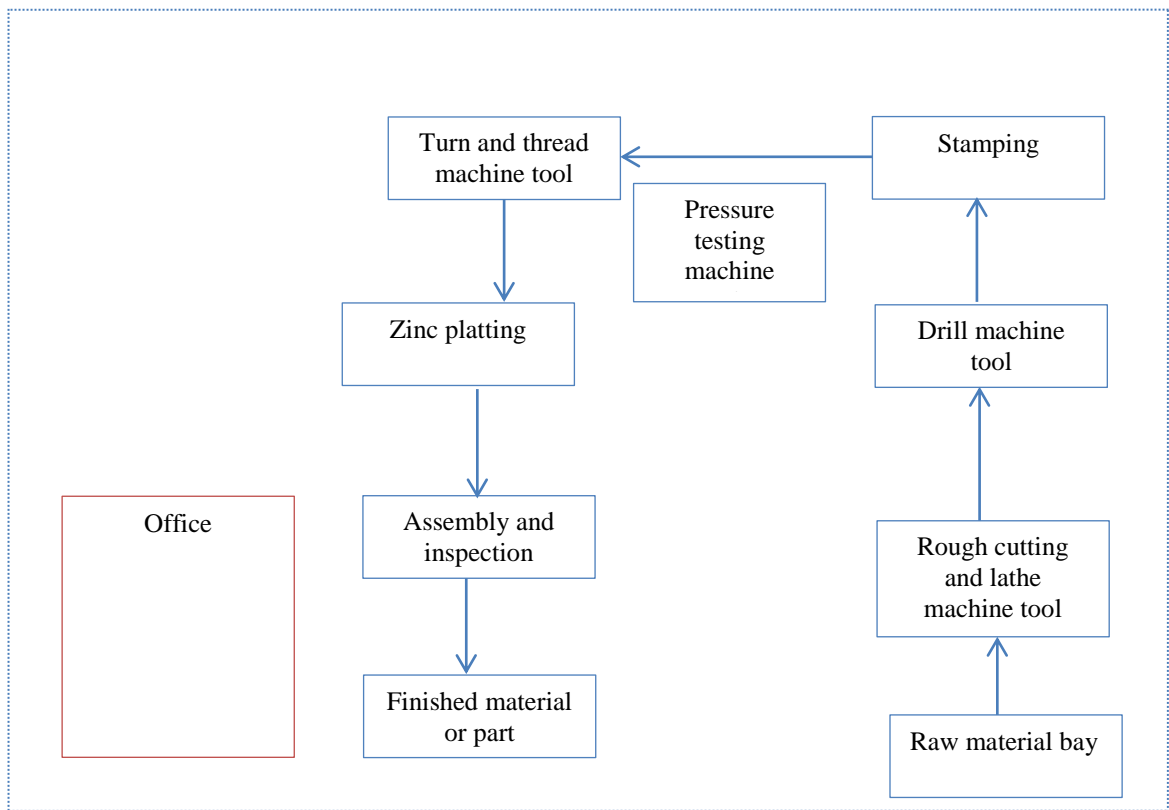 Turn and thread
machine tool
Stamping
Pressure
testing
machine
Zinc platting
Drill machine
tool
Office
Assembly and
inspection
Rough cutting
and lathe
machine tool
Finished material
or part
Raw material bay